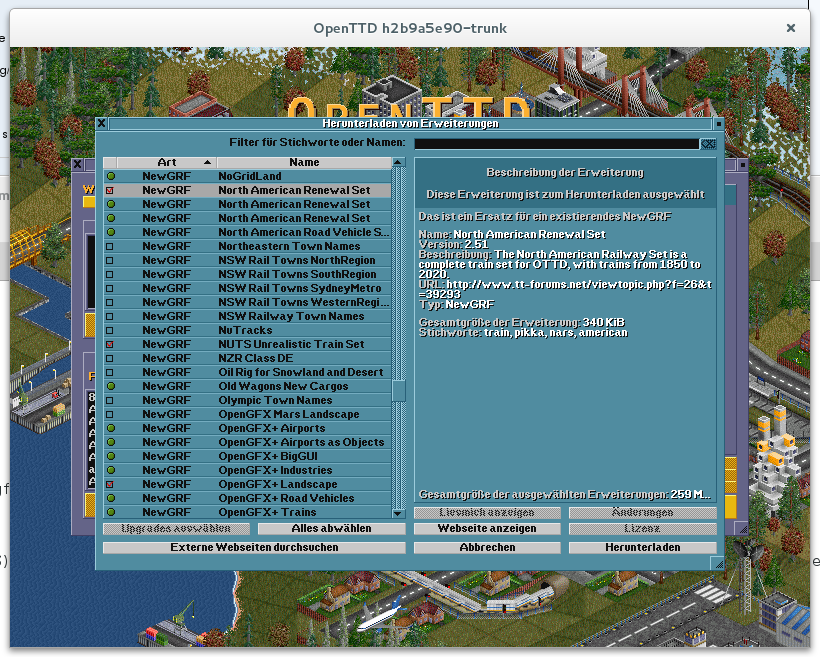 OpenTTD h2b9a5e90-trunk
OPENTTD
Herunterladen von Erweiterungen
Filter für Stichworte oder Namen:
Art Name
NewGRF NoGridLand
NewGRF North American Renewal Set
NewGRF North American Renewal Set
NewGRF North American Renewal Set
NewGRF North American Road Vehicle S...
NewGRF Northeastern Town Names
NewGRF NSW Rail Towns NorthRegion
NewGRF NSW Rail Towns SouthRegion
NewGRF NSW Rail Towns SydneyMetro
NewGRF NSW Rail Towns WesternRegi...
NewGRF NSW Railway Town Names
NewGRF NuTracks
NewGRF NUTS Unrealistic Train Set
NewGRF NZR Class DE
NewGRF Oil Rig for Snowland and Desert
NewGRF Old Wagons New Cargos
NewGRF Olympic Town Names
NewGRF OpenGFX Mars Landscape
NewGRF OpenGFX+ Airports
NewGRF OpenGFX+ Airports as Objects
NewGRF OpenGFX+ BigGUI
NewGRF OpenGFX+ Industries
NewGRF OpenGFX+ Landscape
NewGRF OpenGFX+ Road Vehicles
NewGRF OpenGFX+ Trains
Beschreibung der Erweiterung
Diese Erweiterung ist zum Herunterladen ausgewählt
Das ist ein Ersatz für ein existierendes NewGRF
Name: North American Renewal Set
Version: 2.51
Beschreibung: The North American Railway Set is a
complete train set for OTTD, with trains from 1850 to
2020.
URL: http://www.tt-forums.net/viewtopic.php?f=26&t
=39293
Typ: NewGRF
Gesamtgröße der Erweiterung: 340 KiB
Stichworte: train, pikka, nars, american
Gesamtgröße der ausgewählten Erweiterungen: 259 M...
Upgrades auswählen Alles abwählen
Liesmich anzeigen Änderungen
Webseite anzeigen Lizenz
Externe Webseiten durchsuchen Abbrechen Herunterladen